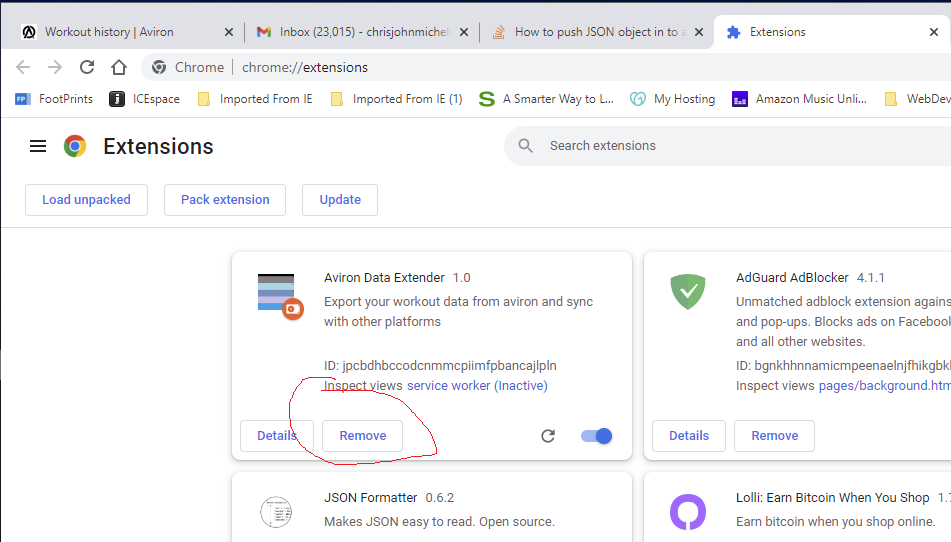 Workout history | Aviron
Inbox (23,015) - chrisjohnmichel
How to push JSON object in to a
Extensions
Chrome | chrome://extensions
FootPrints
ICEspace
Imported From IE
Imported From IE (1)
A Smarter Way to L...
My Hosting
Amazon Music Unli...
WebDev
Extensions
Search extensions
Load unpacked
Pack extension
Update
Aviron Data Extender 1.0
Export your workout data from aviron and sync
with other platforms
ID: jpcbdhbccodcnmmcpiimfpbancajlpln
Inspect views service worker (Inactive)
Details
Remove
AdGuard AdBlocker 4.1.1
Unmatched adblock extension agains
and pop-ups. Blocks ads on Facebook
and all other websites.
ID: bgnkhhnnamicmpeenaelnjfhikgbkl
Inspect views pages/background.htm
Details
Remove
JSON Formatter 0.6.2
Makes JSON easy to read. Open source.
Lolli: Earn Bitcoin When You Shop 1.7
Earn bitcoin when you shop online.